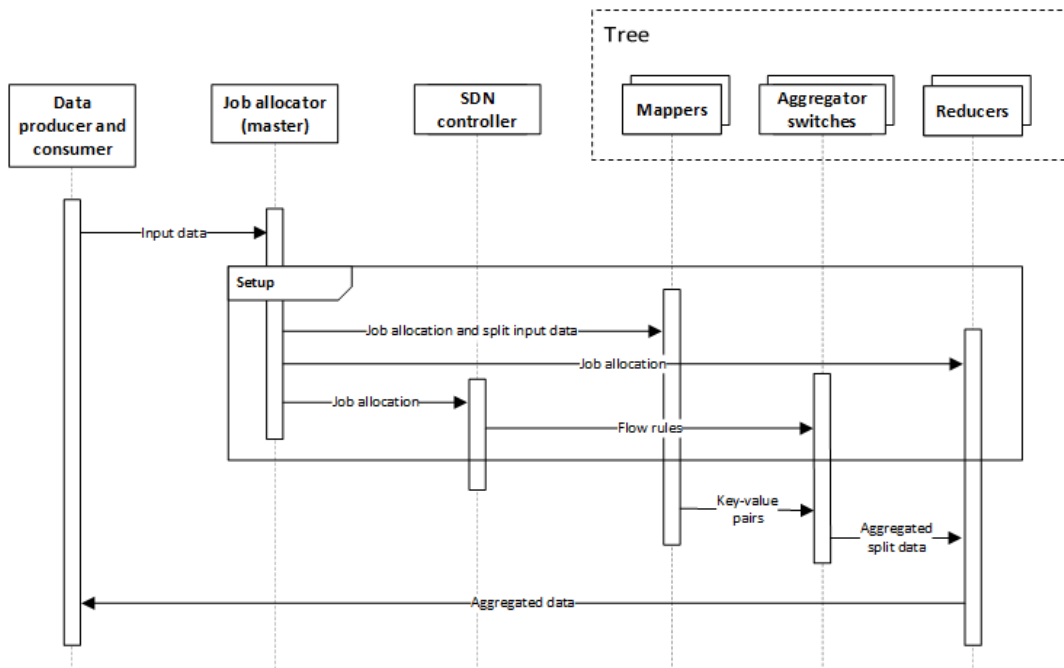 Tree
Data
producer and
consumer
Job allocator
(master)
SDN
controller
Mappers
Aggregator
switches
Reducers
Input data
Setup
Job allocation and split input data
Job allocation
Job allocation
Flow rules
Key-value
pairs
Aggregated
split data
Aggregated data